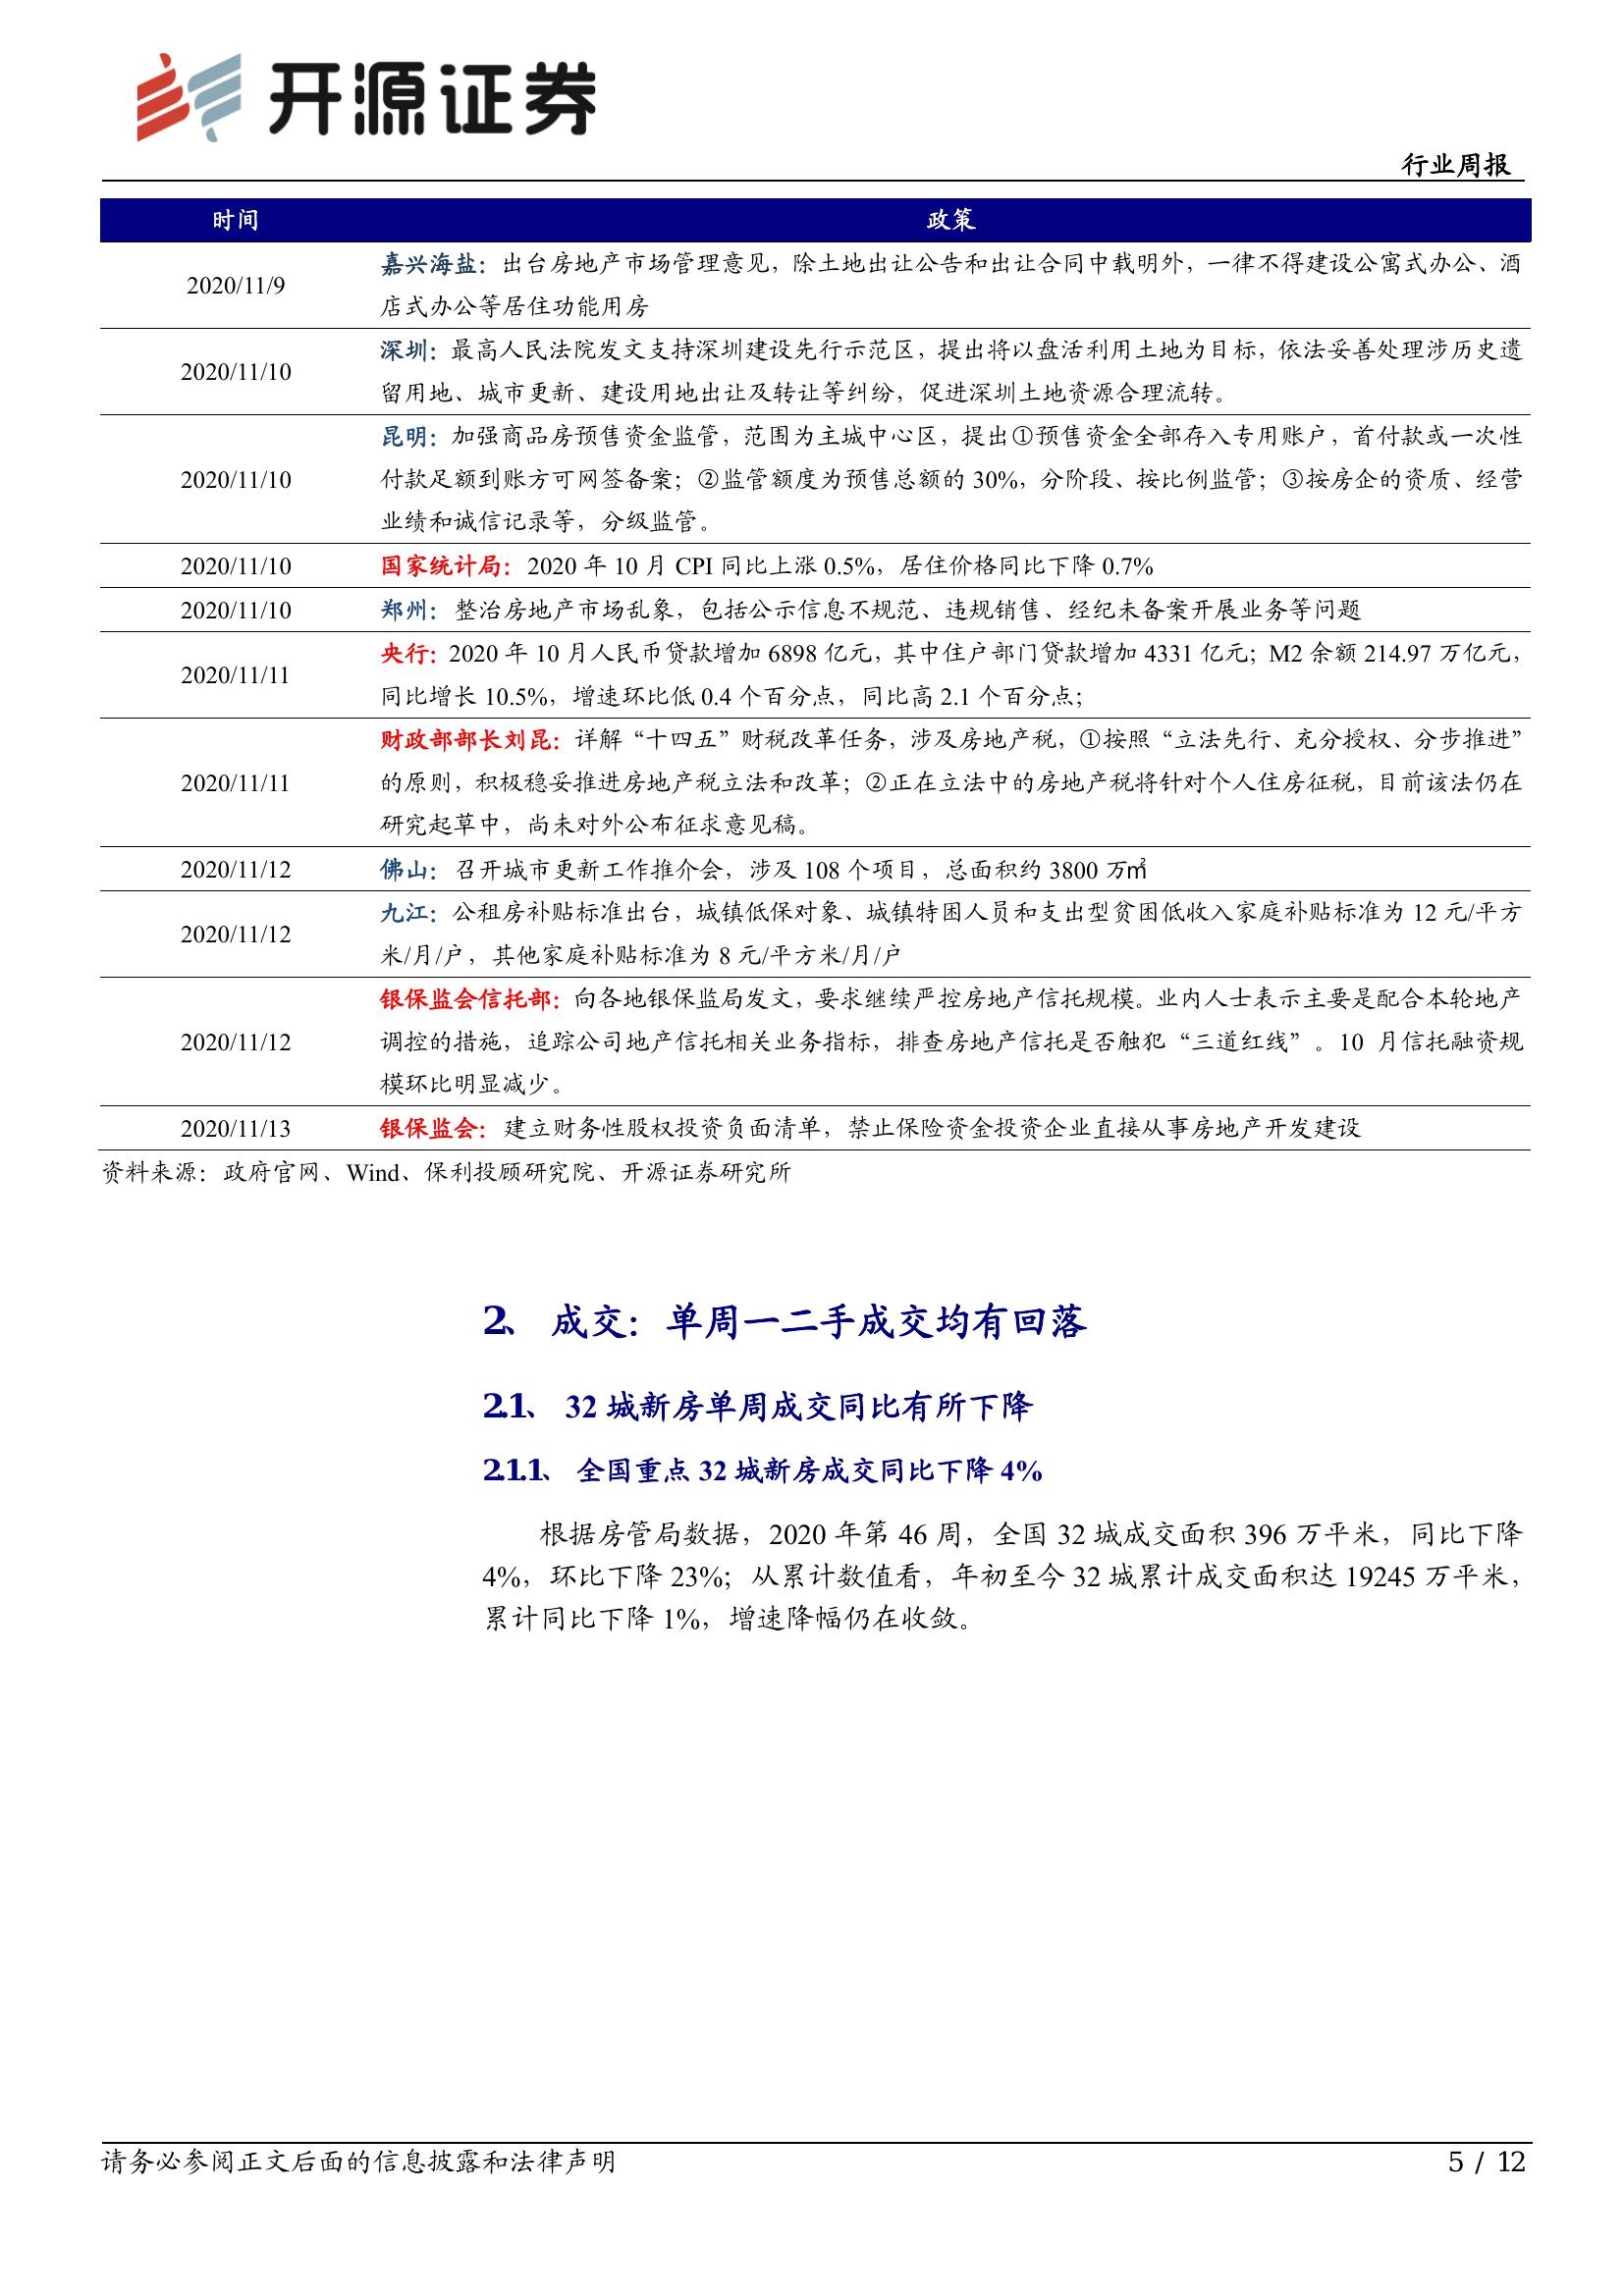 开源证券
行业周报
时间 政策
2020/11/9 嘉兴海盐：出台房地产市场管理意见，除土地出让公告和出让合同中载明外，一律不得建设公寓式办公、酒
店式办公等居住功能用房
2020/11/10 深圳：最高人民法院发文支持深圳建设先行示范区，提出将以盘活利用土地为目标，依法妥善处理涉历史遗
留用地、城市更新、建设用地出让及转让等纠纷，促进深圳土地资源合理流转。
2020/11/10 昆明：加强商品房预售资金监管，范围为主城中心区，提出①预售资金全部存入专用账户，首付款或一次性
付款足额到账方可网签备案；②监管额度为预售总额的 30%，分阶段、按比例监管；③按房企的资质、经营
业绩和诚信记录等，分级监管。
2020/11/10 国家统计局：2020 年 10 月 CPI 同比上涨 0.5%，居住价格同比下降 0.7%
2020/11/10 郑州：整治房地产市场乱象，包括公示信息不规范、违规销售、经纪未备案开展业务等问题
2020/11/11 央行：2020 年 10 月人民币贷款增加 6898 亿元，其中住户部门贷款增加 4331 亿元；M2 余额 214.97 万亿元，
同比增长 10.5%，增速环比低 0.4 个百分点，同比高 2.1 个百分点；
2020/11/11 财政部部长刘昆：详解“十四五”财税改革任务，涉及房地产税，①按照“立法先行、充分授权、分步推进”
的原则，积极稳妥推进房地产税立法和改革；②正在立法中的房地产税将针对个人住房征税，目前该法仍在
研究起草中，尚未对外公布征求意见稿。
2020/11/12 佛山：召开城市更新工作推介会，涉及 108 个项目，总面积约 3800 万㎡
2020/11/12 九江：公租房补贴标准出台，城镇低保对象、城镇特困人员和支出型贫困低收入家庭补贴标准为 12 元/平方
米/月/户，其他家庭补贴标准为 8 元/平方米/月/户
2020/11/12 银保监会信托部：向各地银保监局发文，要求继续严控房地产信托规模。业内人士表示主要是配合本轮地产
调控的措施，追踪公司地产信托相关业务指标，排查房地产信托是否触犯“三道红线”。10 月信托融资规
模环比明显减少。
2020/11/13 银保监会：建立财务性股权投资负面清单，禁止保险资金投资企业直接从事房地产开发建设
资料来源：政府官网、Wind、保利投顾研究院、开源证券研究所
2、 成交：单周一二手成交均有回落
2.1、 32 城新房单周成交同比有所下降
2.1.1、 全国重点 32 城新房成交同比下降 4%
根据房管局数据，2020 年第 46 周，全国 32 城成交面积 396 万平米，同比下降
4%，环比下降 23%；从累计数值看，年初至今 32 城累计成交面积达 19245 万平米，
累计同比下降 1%，增速降幅仍在收敛。
请务必参阅正文后面的信息披露和法律声明 5 / 12